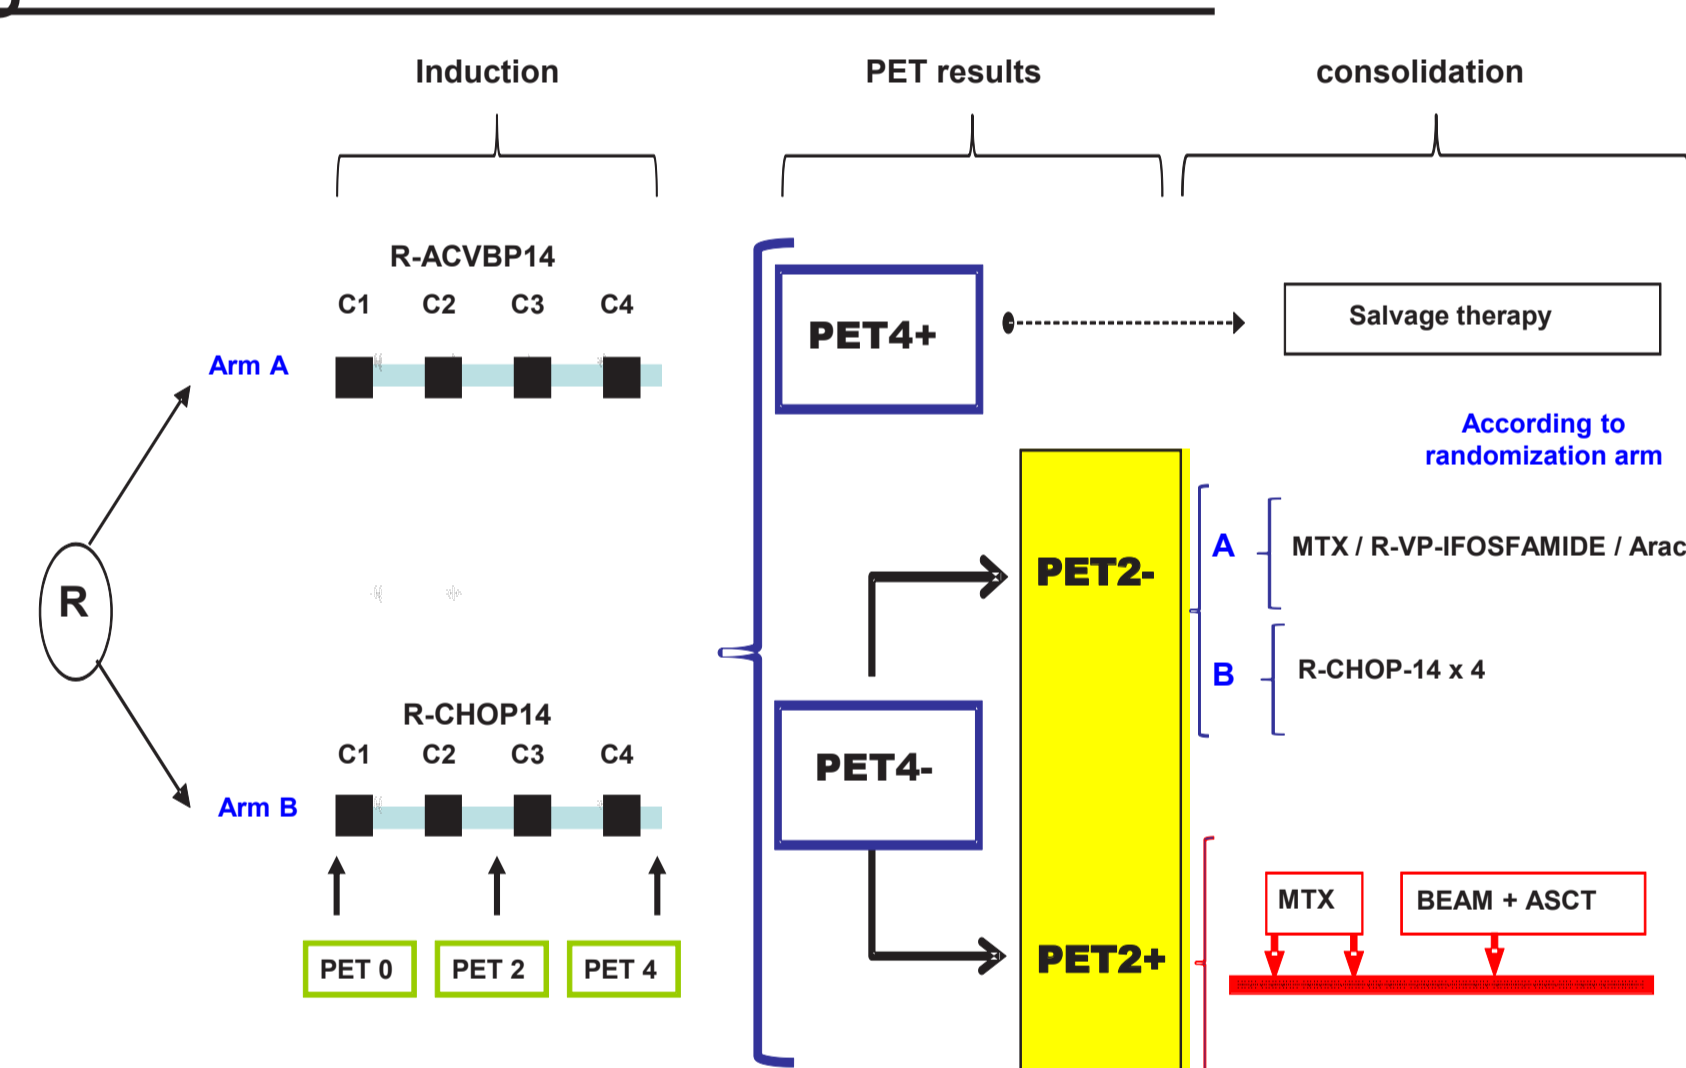 Induction
PET results
consolidation
R-ACVBP14
C1 C2 C3 C4
Arm A
PET4+
Salvage therapy
According to
randomization arm
R
PET2-
A
MTX / R-VP-IFOSFAMIDE / Arac
B
R-CHOP-14 x 4
R-CHOP14
C1 C2 C3 C4
Arm B
PET4-
PET 0
PET 2
PET 4
PET2+
MTX
BEAM + ASCT